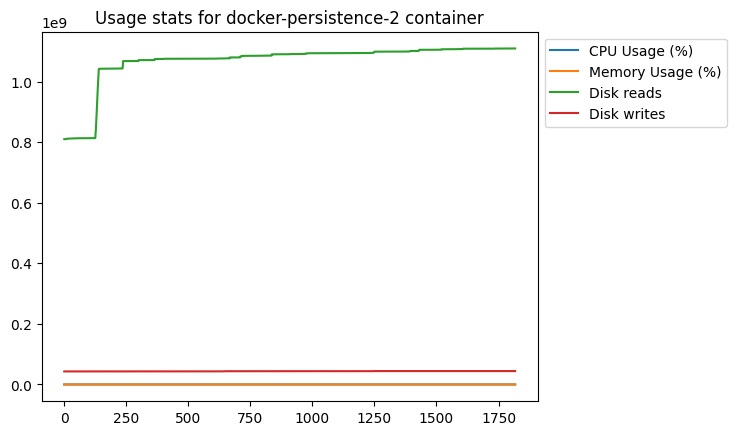 Usage stats for docker-persistence-2 container
1e9
CPU Usage (%)
Memory Usage (%)
Disk reads
Disk writes
1.0
0.8
0.6
0.4
0.2
0.0
0 250 500 750 1000 1250 1500 1750